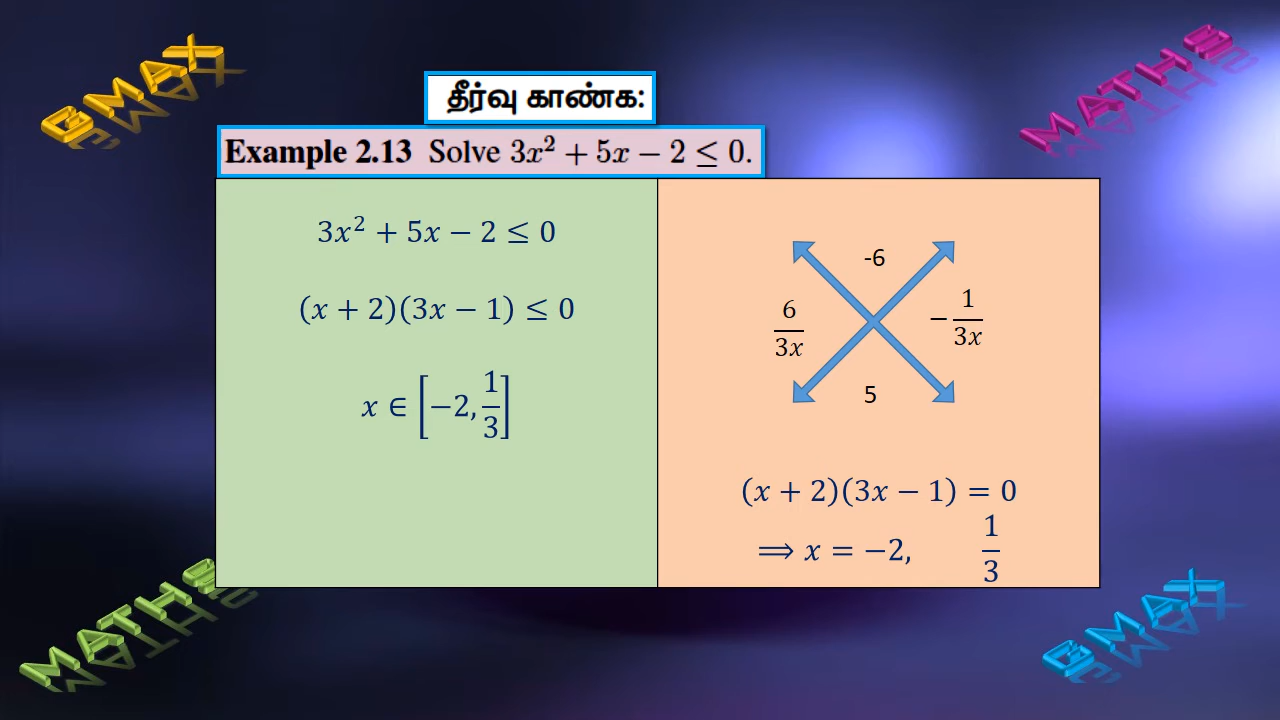 GMAX
MATHS
தீர்வு காண்க:
Example 2.13 Solve 3x² + 5x − 2 ≤ 0.
3x² + 5x − 2 ≤ 0
(x + 2)(3x − 1) ≤ 0
x ∈ [−2, 1/3]
-6
6/3x
−1/3x
5
(x + 2)(3x − 1) = 0
⟹ x = −2, 1/3
MATHS
GMAX